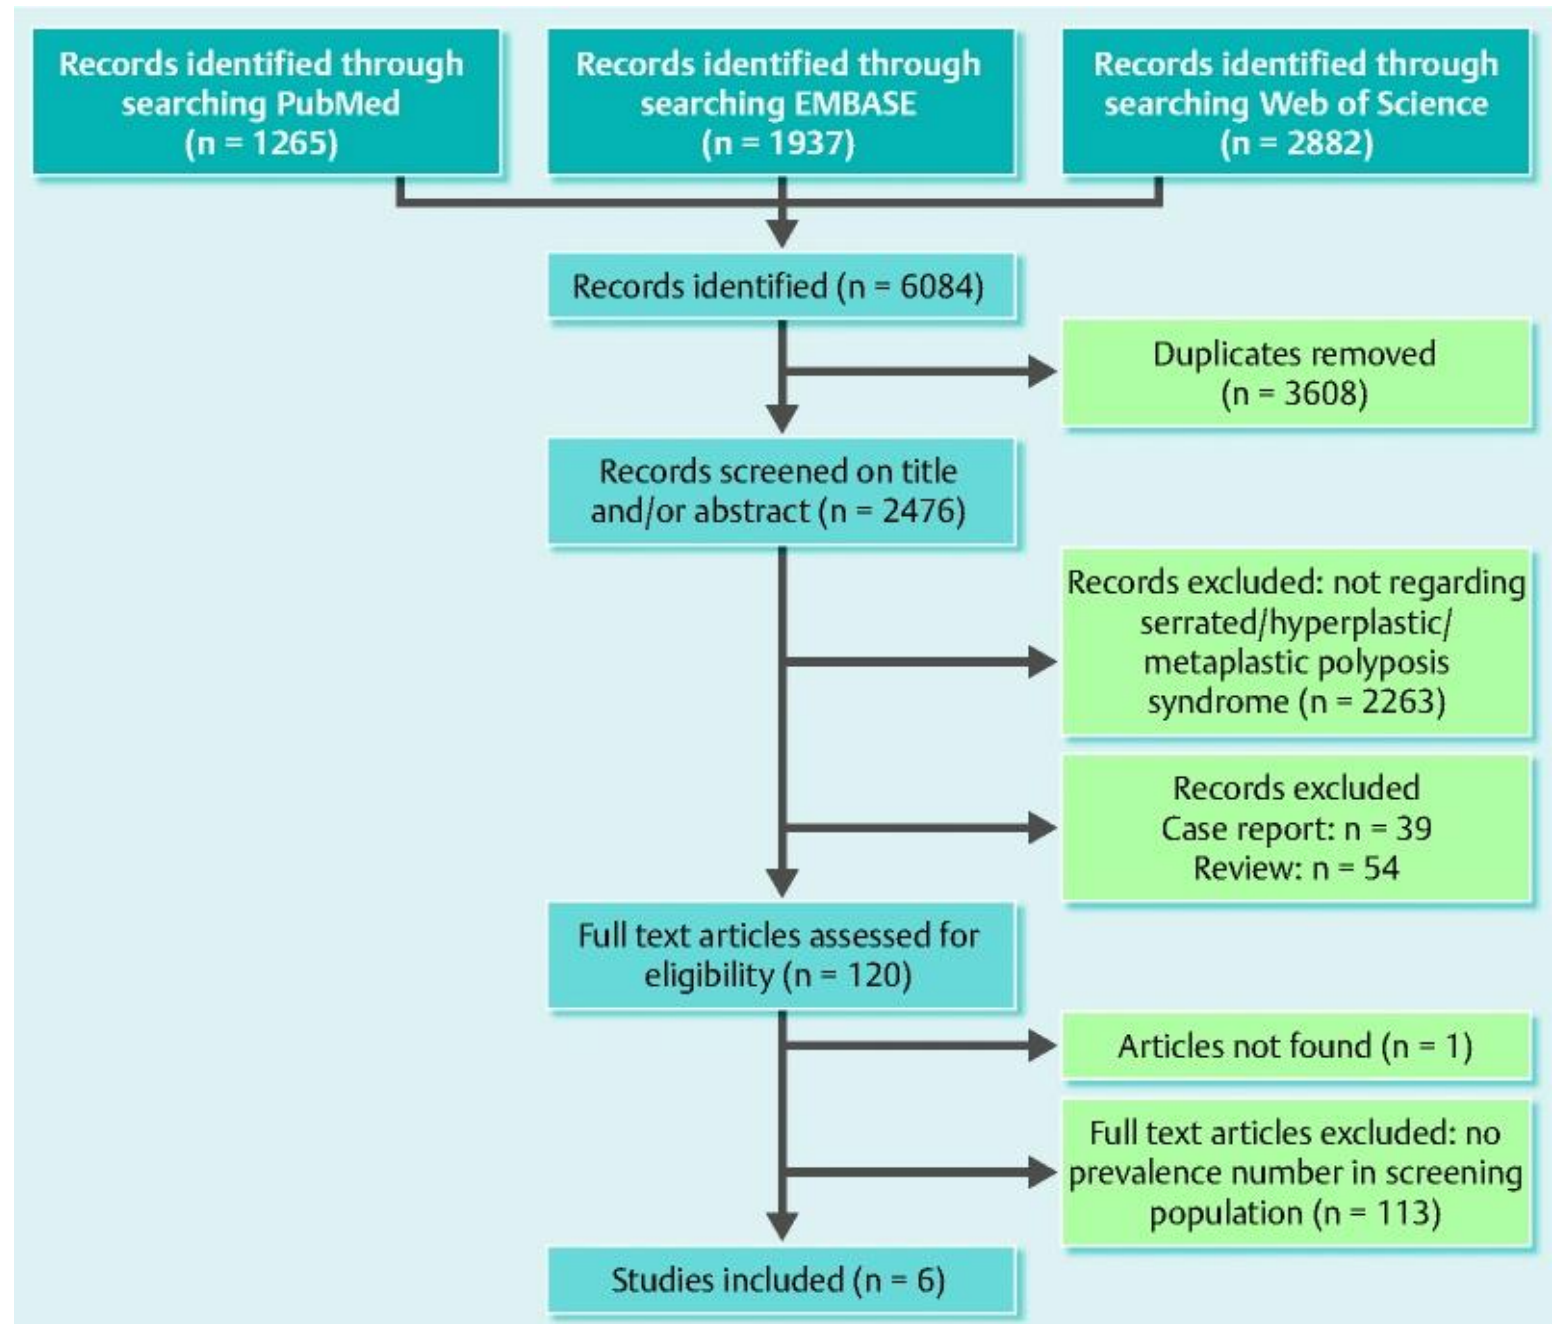 Records identified through
searching PubMed
(n = 1265)
Records identified through
searching EMBASE
(n = 1937)
Records identified through
searching Web of Science
(n = 2882)
Records identified (n = 6084)
Duplicates removed
(n = 3608)
Records screened on title
and/or abstract (n = 2476)
Records excluded: not regarding
serrated/hyperplastic/
metaplastic polyposis
syndrome (n = 2263)
Records excluded
Case report: n = 39
Review: n = 54
Full text articles assessed for
eligibility (n = 120)
Articles not found (n = 1)
Full text articles excluded: no
prevalence number in screening
population (n = 113)
Studies included (n = 6)